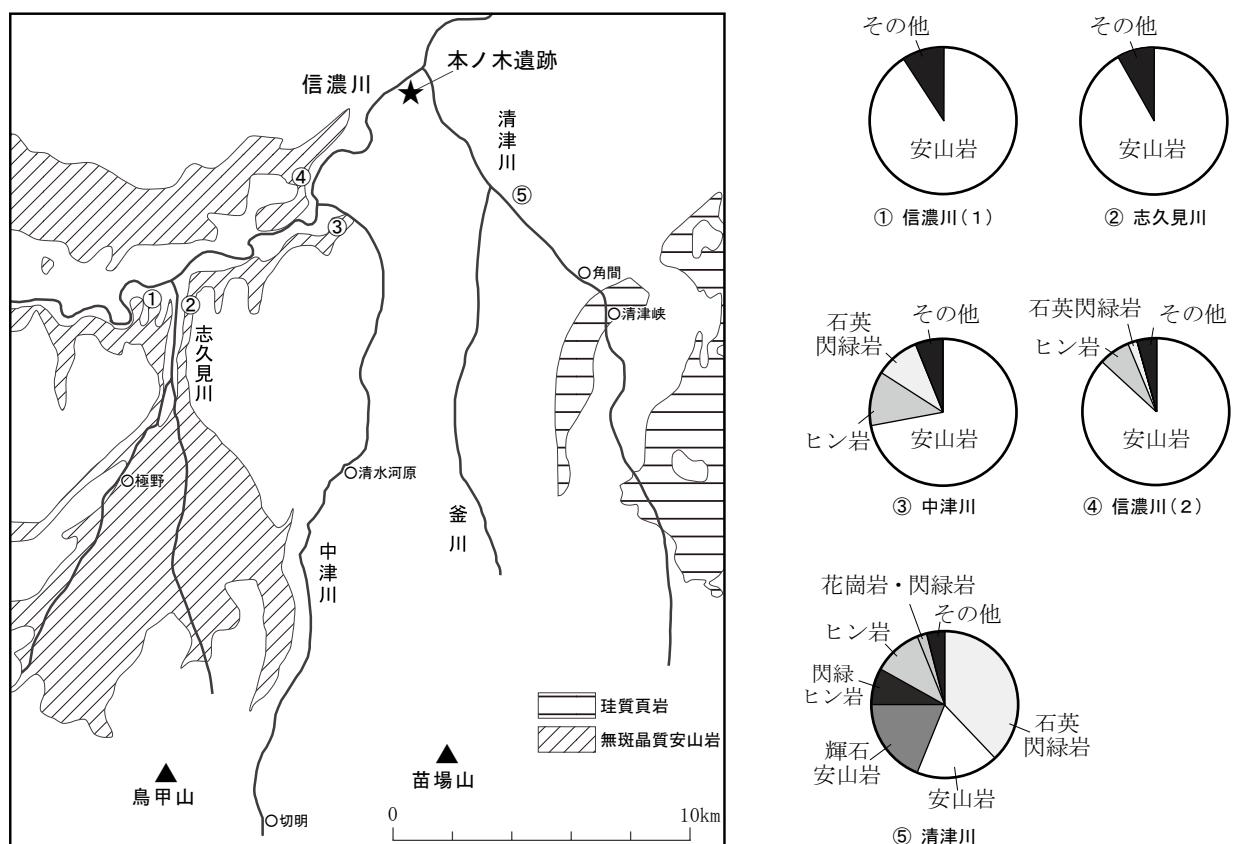 本ノ木遺跡
信濃川
清津川
④
⑤
③
角間
①
②
清津峡
志久見川
極野
清水河原
釜川
中津川
珪質頁岩
無斑晶質安山岩
鳥甲山
苗場山
切明
0
10km
その他
安山岩
① 信濃川(1)
その他
安山岩
② 志久見川
石英
閃緑岩
その他
ヒン岩
安山岩
③ 中津川
石英閃緑岩
その他
ヒン岩
安山岩
④ 信濃川(2)
花崗岩・閃緑岩
その他
ヒン岩
閃緑
ヒン岩
輝石
安山岩
安山岩
石英
閃緑岩
⑤ 清津川